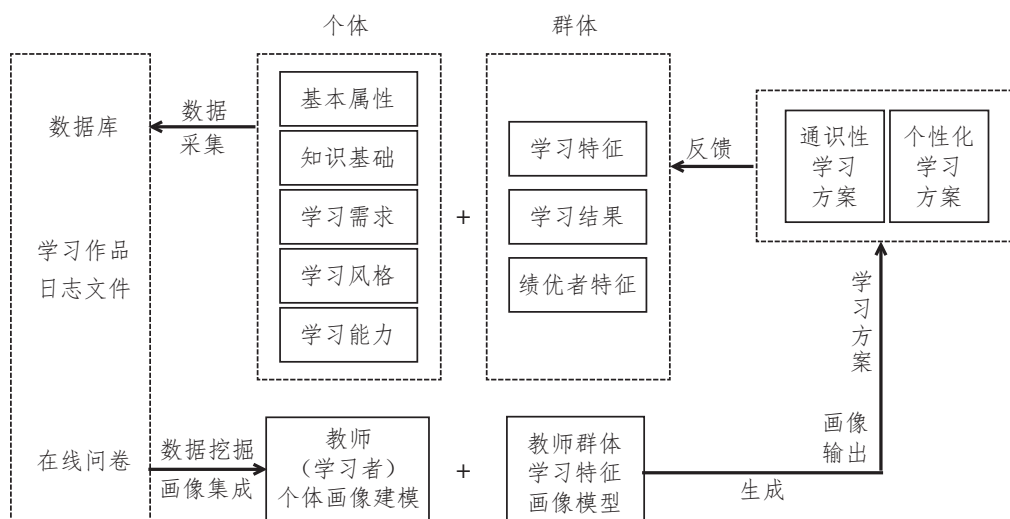 个体
群体
数据库
学习作品
日志文件
在线问卷
数据
采集
基本属性
知识基础
学习需求
学习风格
学习能力
+
学习特征
学习结果
绩优者特征
反馈
通识性
学习
方案
个性化
学习
方案
学习方案
数据挖掘
画像集成
教师
（学习者）
个体画像建模
+
教师群体
学习特征
画像模型
画像
输出
生成